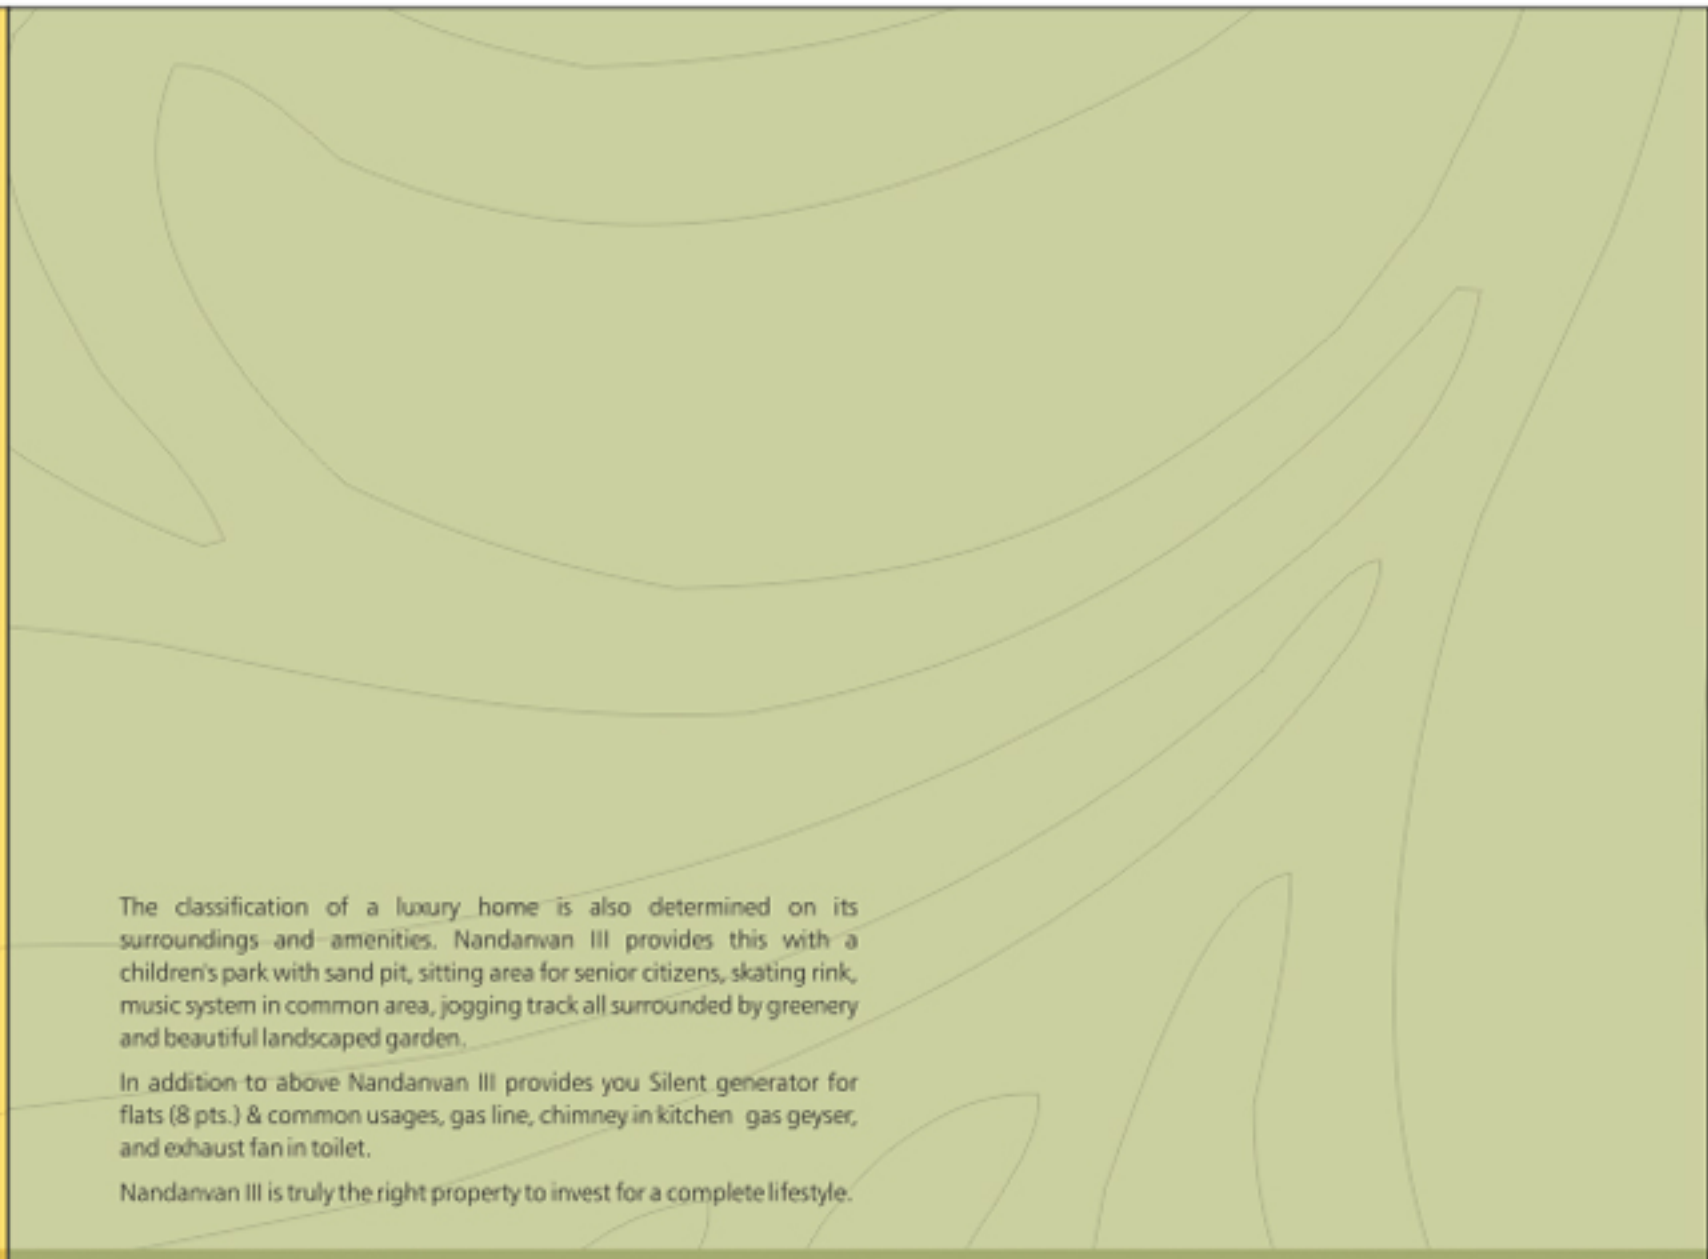 The classification of a luxury home is also determined on its
surroundings and amenities. Nandanvan III provides this with a
children's park with sand pit, sitting area for senior citizens, skating rink,
music system in common area, jogging track all surrounded by greenery
and beautiful landscaped garden.
In addition to above Nandanvan III provides you Silent generator for
flats (8 pts.) & common usages, gas line, chimney in kitchen gas geyser,
and exhaust fan in toilet.
Nandanvan III is truly the right property to invest for a complete lifestyle.